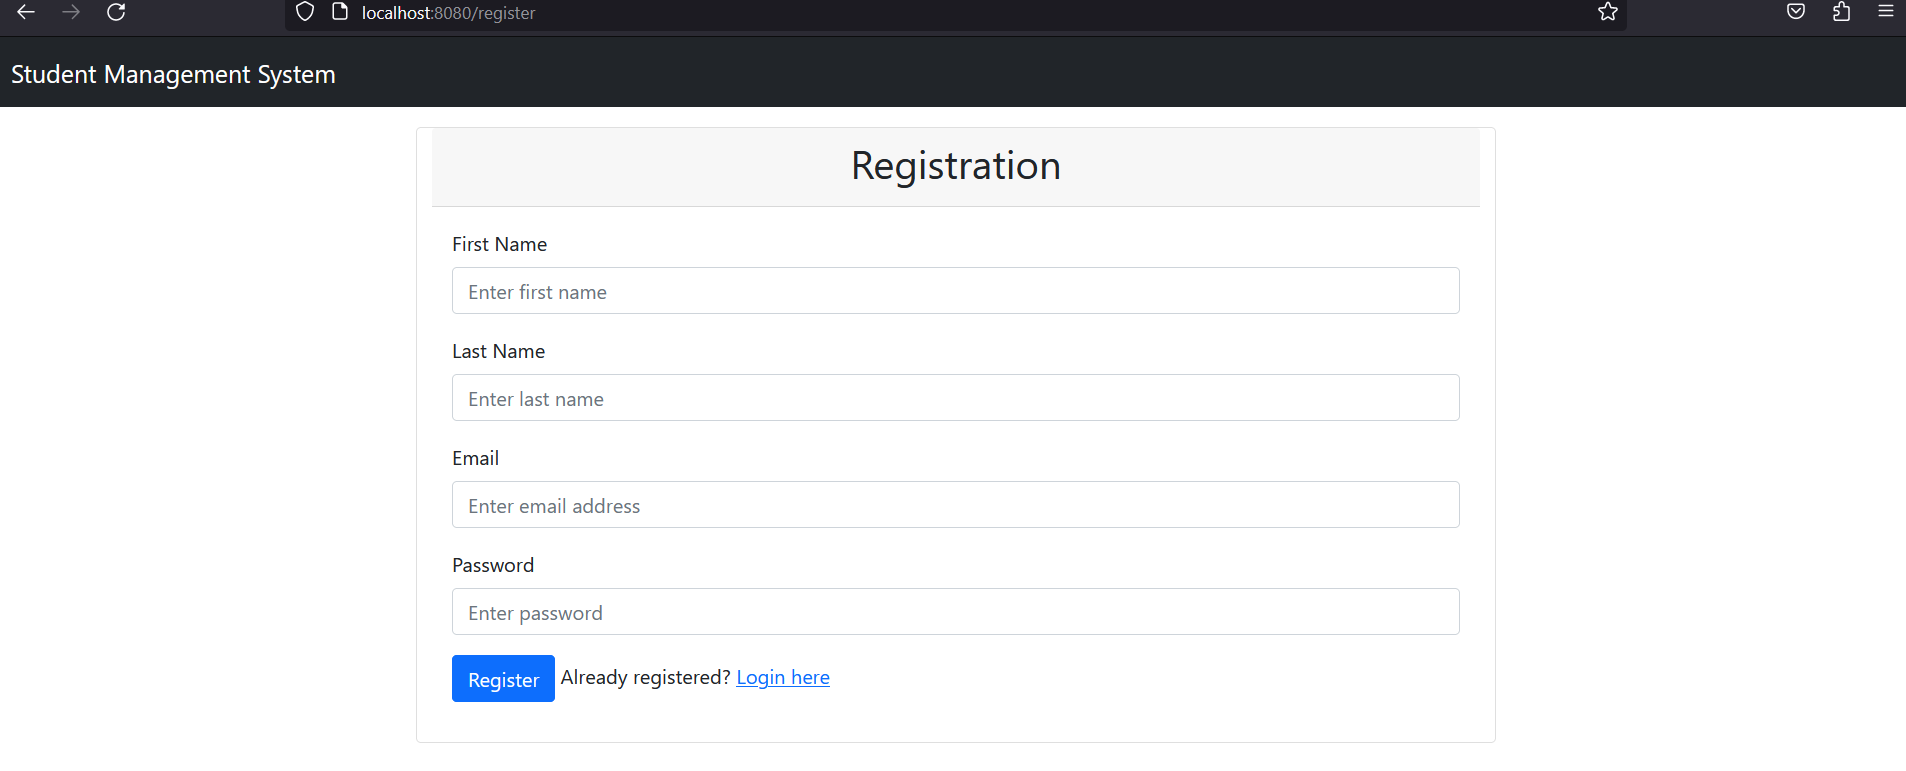 localhost:8080/register
Student Management System
Registration
First Name
Enter first name
Last Name
Enter last name
Email
Enter email address
Password
Enter password
Register Already registered? Login here